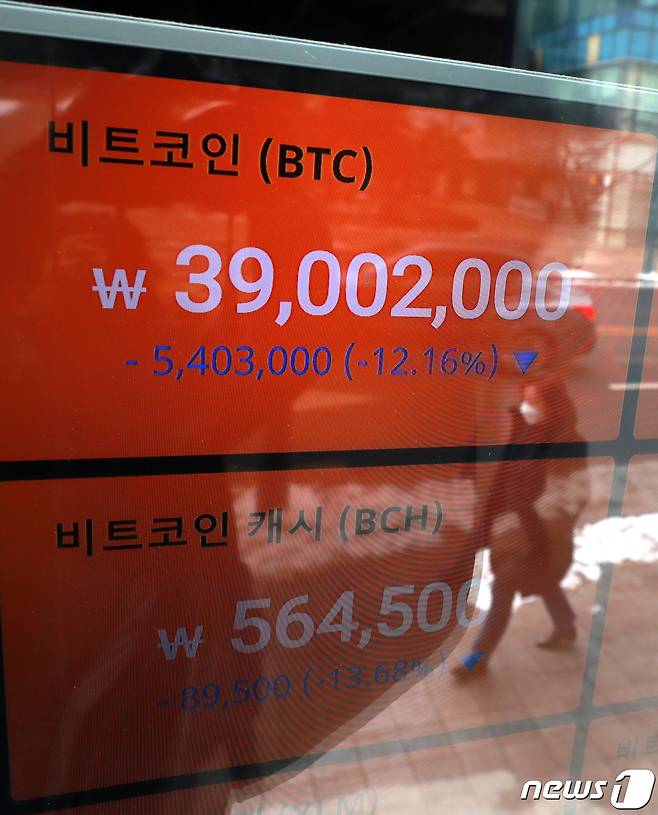 비트코인 (BTC)
₩ 39,002,000
- 5,403,000 (-12.16%) ▼
비트코인 캐시 (BCH)
₩ 564,500
- 89,500 (-13.68%) ▼
news1